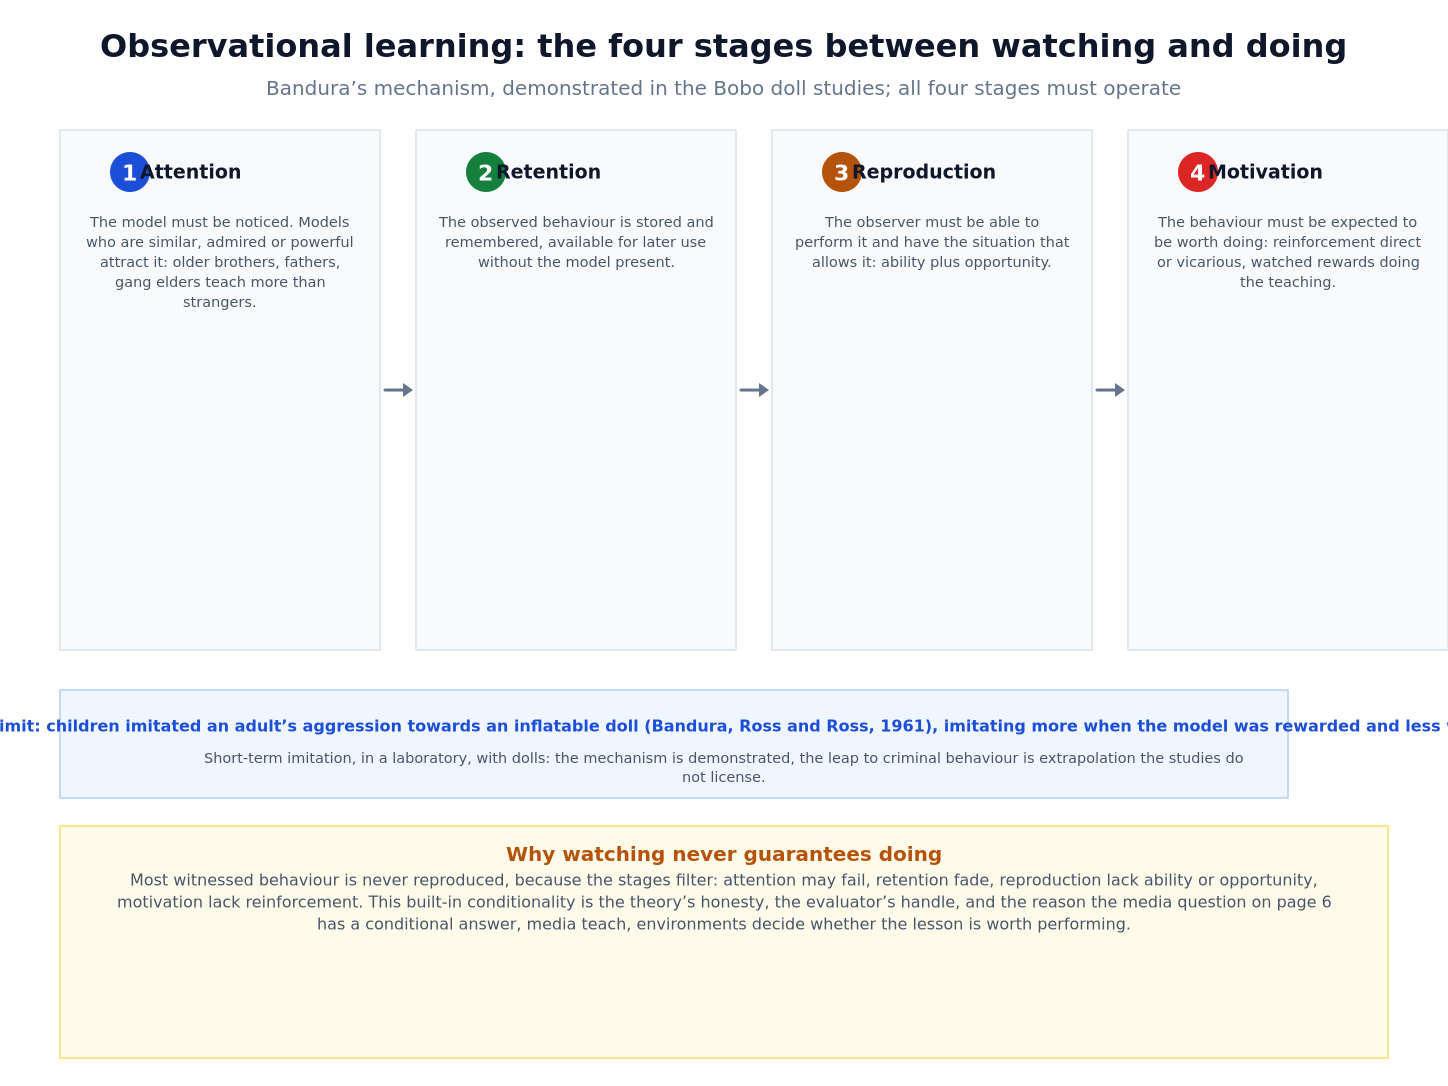 Observational learning: the four stages between watching and doing
Bandura’s mechanism, demonstrated in the Bobo doll studies; all four stages must operate
1 Attention
The model must be noticed. Models
who are similar, admired or powerful
attract it: older brothers, fathers,
gang elders teach more than
strangers.
2 Retention
The observed behaviour is stored and
remembered, available for later use
without the model present.
3 Reproduction
The observer must be able to
perform it and have the situation that
allows it: ability plus opportunity.
4 Motivation
The behaviour must be expected to
be worth doing: reinforcement direct
or vicarious, watched rewards doing
the teaching.
children imitated an adult’s aggression towards an inflatable doll (Bandura, Ross and Ross, 1961), imitating more when the model was rewarded and less
Short-term imitation, in a laboratory, with dolls: the mechanism is demonstrated, the leap to criminal behaviour is extrapolation the studies do
not license.
Why watching never guarantees doing
Most witnessed behaviour is never reproduced, because the stages filter: attention may fail, retention fade, reproduction lack ability or opportunity,
motivation lack reinforcement. This built-in conditionality is the theory’s honesty, the evaluator’s handle, and the reason the media question on page 6
has a conditional answer, media teach, environments decide whether the lesson is worth performing.